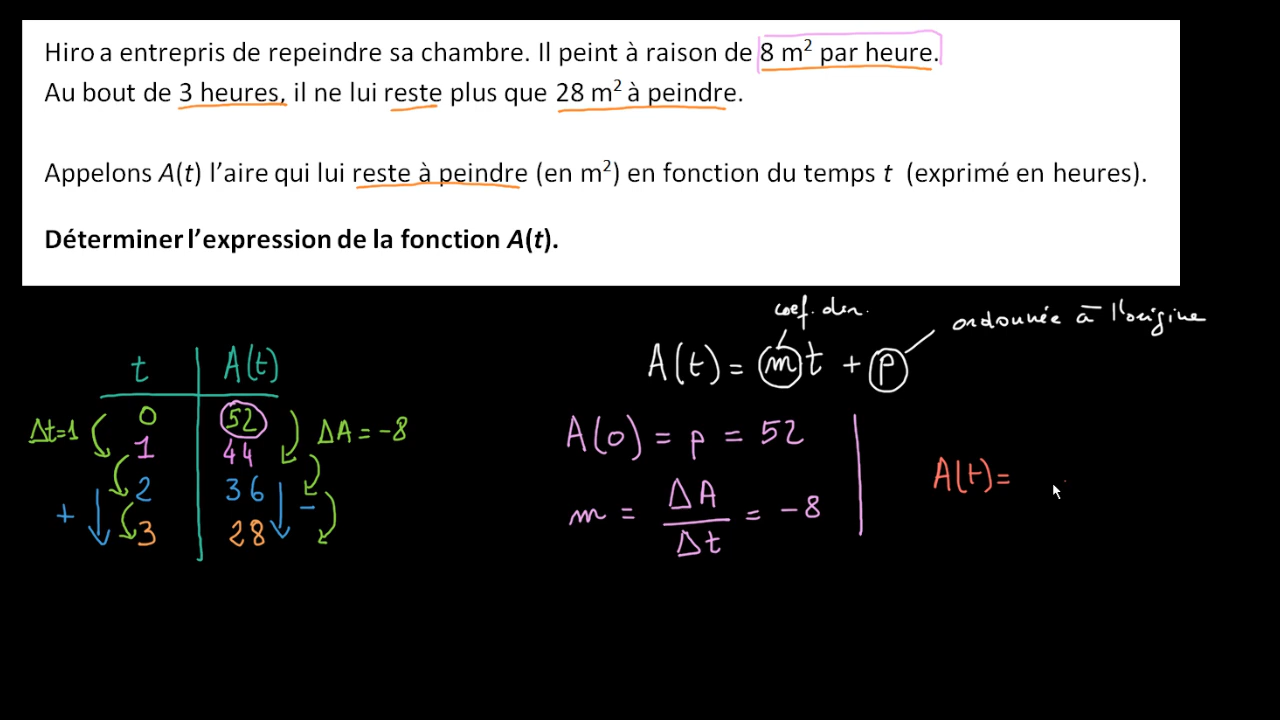 Hiro a entrepris de repeindre sa chambre. Il peint à raison de 8 m² par heure.
Au bout de 3 heures, il ne lui reste plus que 28 m² à peindre.
Appelons A(t) l’aire qui lui reste à peindre (en m²) en fonction du temps t (exprimé en heures).
Déterminer l’expression de la fonction A(t).
coef. dir.
ordonnée à l'origine
A(t) = mt + p
t A(t)
0 52
1 44
2 36
3 28
Δt=1
ΔA = -8
+
-
A(0) = p = 52
m = ΔA/Δt = -8
A(t) =